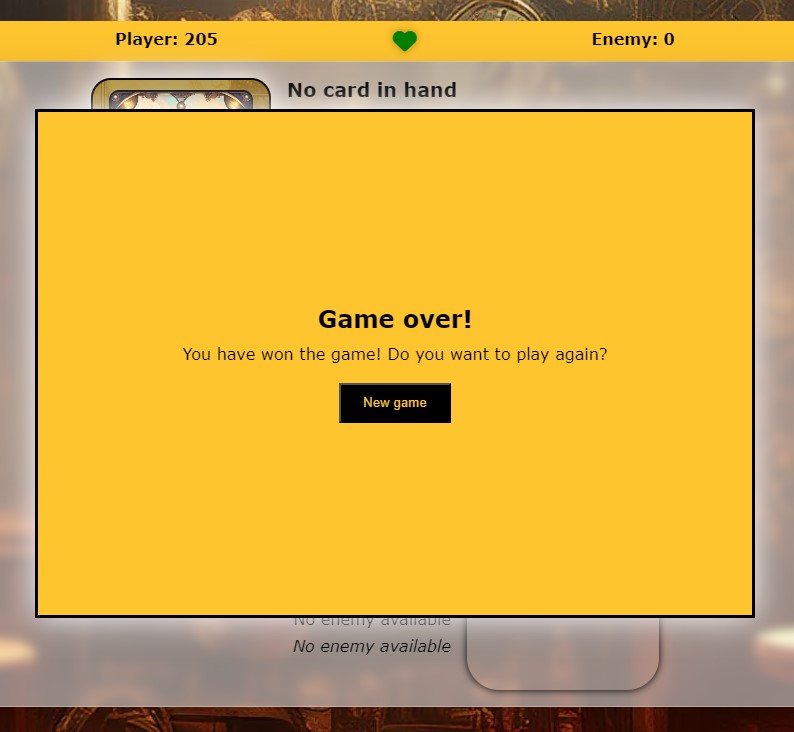 Player: 205
Enemy: 0
No card in hand
Game over!
You have won the game! Do you want to play again?
New game
No enemy available
No enemy available